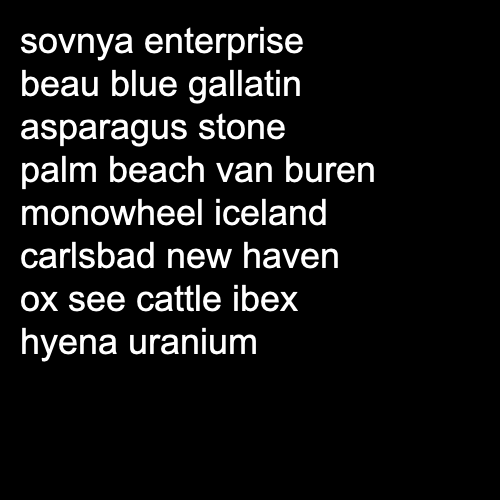 sovnya enterprise
beau blue gallatin
asparagus stone
palm beach van buren
monowheel iceland
carlsbad new haven
ox see cattle ibex
hyena uranium